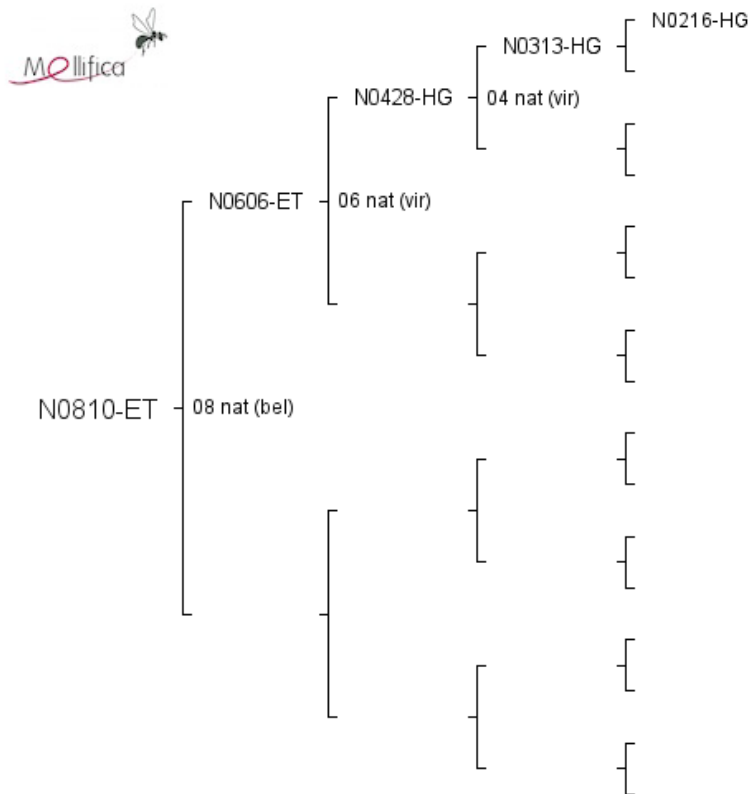 Mellifica
N0216-HG
N0313-HG
N0428-HG
04 nat (vir)
N0606-ET
06 nat (vir)
N0810-ET
08 nat (bel)